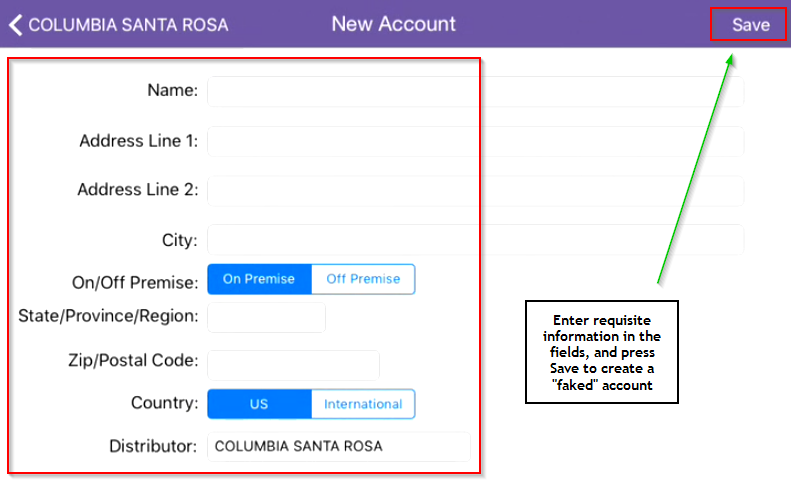 COLUMBIA SANTA ROSA New Account Save
Name:
Address Line 1:
Address Line 2:
City:
On/Off Premise: On Premise Off Premise
State/Province/Region:
Zip/Postal Code:
Country: US International
Distributor: COLUMBIA SANTA ROSA
Enter requisite
information in the
fields, and press
Save to create a
"faked" account